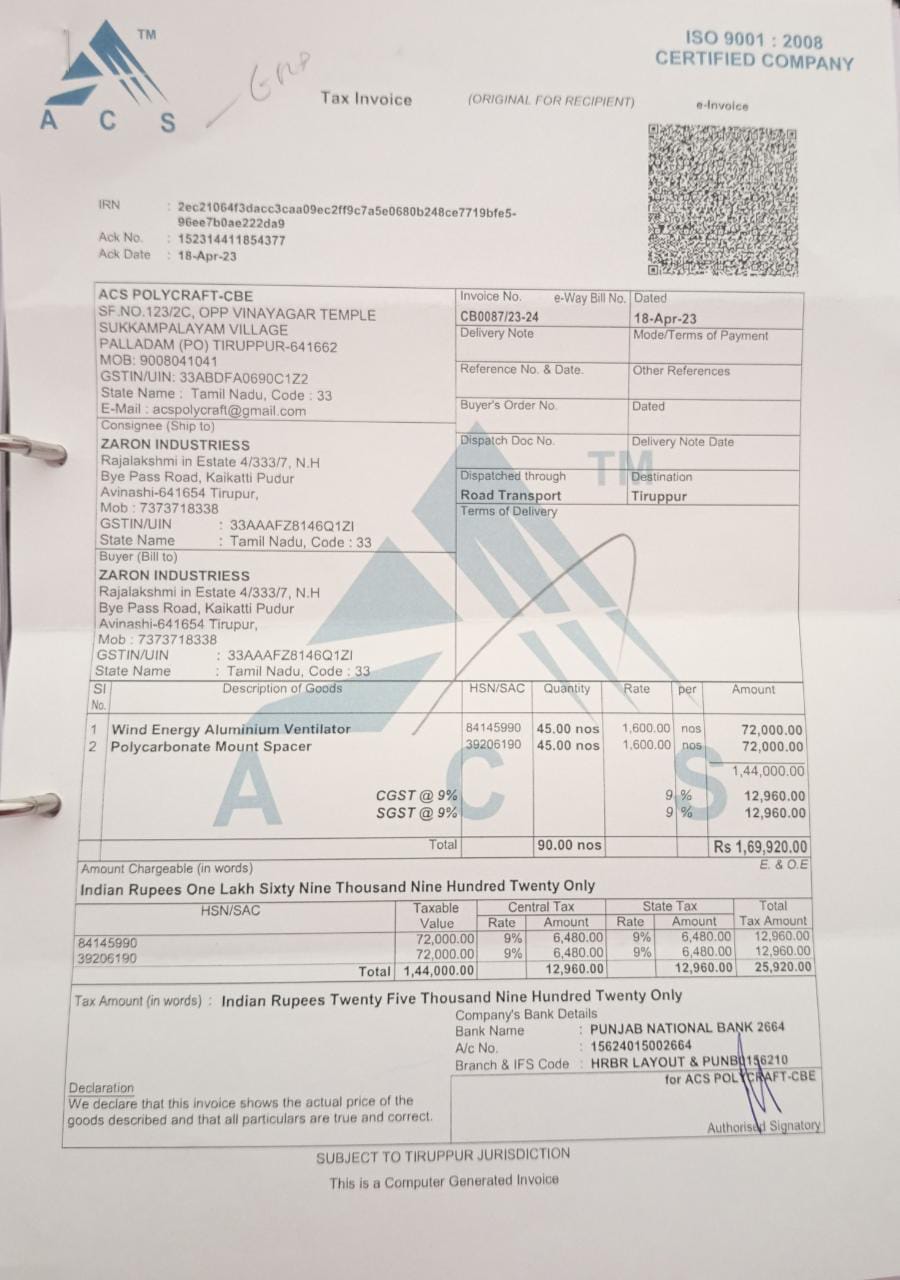 TM
A C S
GRP
ISO 9001 : 2008
CERTIFIED COMPANY
Tax Invoice
(ORIGINAL FOR RECIPIENT)
e-Invoice
IRN : 2ec21064f3dacc3caa09ec2ff9c7a5e0680b248ce7719bfe5-
96ee7b0ae222da9
Ack No. : 152314411854377
Ack Date : 18-Apr-23
ACS POLYCRAFT-CBE
SF.NO.123/2C, OPP VINAYAGAR TEMPLE
SUKKAMPALAYAM VILLAGE
PALLADAM (PO) TIRUPPUR-641662
MOB: 9008041041
GSTIN/UIN: 33ABDFA0690C1Z2
State Name : Tamil Nadu, Code : 33
E-Mail : acspolycraft@gmail.com
Invoice No. e-Way Bill No. Dated
CB0087/23-24 18-Apr-23
Delivery Note Mode/Terms of Payment
Reference No. & Date. Other References
Buyer's Order No. Dated
Dispatch Doc No. Delivery Note Date
Dispatched through Destination
Road Transport Tiruppur
Terms of Delivery
Consignee (Ship to)
ZARON INDUSTRIESS
Rajalakshmi in Estate 4/333/7, N.H
Bye Pass Road, Kaikatti Pudur
Avinashi-641654 Tirupur,
Mob : 7373718338
GSTIN/UIN : 33AAAFZ8146Q1ZI
State Name : Tamil Nadu, Code : 33
Buyer (Bill to)
ZARON INDUSTRIESS
Rajalakshmi in Estate 4/333/7, N.H
Bye Pass Road, Kaikatti Pudur
Avinashi-641654 Tirupur,
Mob : 7373718338
GSTIN/UIN : 33AAAFZ8146Q1ZI
State Name : Tamil Nadu, Code : 33
TM
A C S
Sl Description of Goods HSN/SAC Quantity Rate per Amount
No.
1 Wind Energy Aluminium Ventilator 84145990 45.00 nos 1,600.00 nos 72,000.00
2 Polycarbonate Mount Spacer 39206190 45.00 nos 1,600.00 nos 72,000.00
1,44,000.00
CGST @ 9% 9 % 12,960.00
SGST @ 9% 9 % 12,960.00
Total 90.00 nos Rs 1,69,920.00
Amount Chargeable (in words) E. & O.E
Indian Rupees One Lakh Sixty Nine Thousand Nine Hundred Twenty Only
HSN/SAC Taxable Central Tax State Tax Total
Value Rate Amount Rate Amount Tax Amount
84145990 72,000.00 9% 6,480.00 9% 6,480.00 12,960.00
39206190 72,000.00 9% 6,480.00 9% 6,480.00 12,960.00
Total 1,44,000.00 12,960.00 12,960.00 25,920.00
Tax Amount (in words) : Indian Rupees Twenty Five Thousand Nine Hundred Twenty Only
Company's Bank Details
Bank Name : PUNJAB NATIONAL BANK 2664
A/c No. : 15624015002664
Branch & IFS Code : HRBR LAYOUT & PUNB0156210
Declaration
We declare that this invoice shows the actual price of the
goods described and that all particulars are true and correct.
for ACS POLYCRAFT-CBE
Authorised Signatory
SUBJECT TO TIRUPPUR JURISDICTION
This is a Computer Generated Invoice